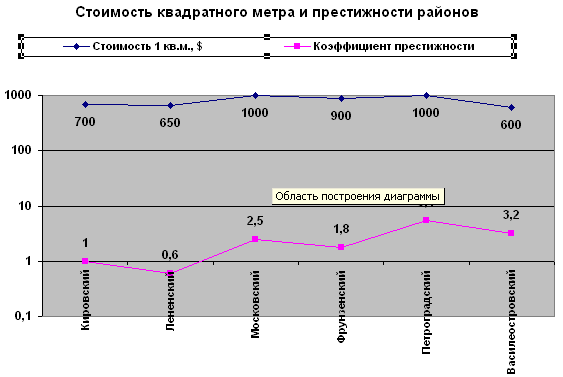 Стоимость квадратного метра и престижности районов
Стоимость 1 кв.м., $ Коэффициент престижности
1000
100
10
1
0,1
700 650 1000 900 1000 600
Область построения диаграммы
1 0,6 2,5 1,8 3,2
Кировский
Лененский
Московский
Фрунзенский
Петроградский
Василеостровский